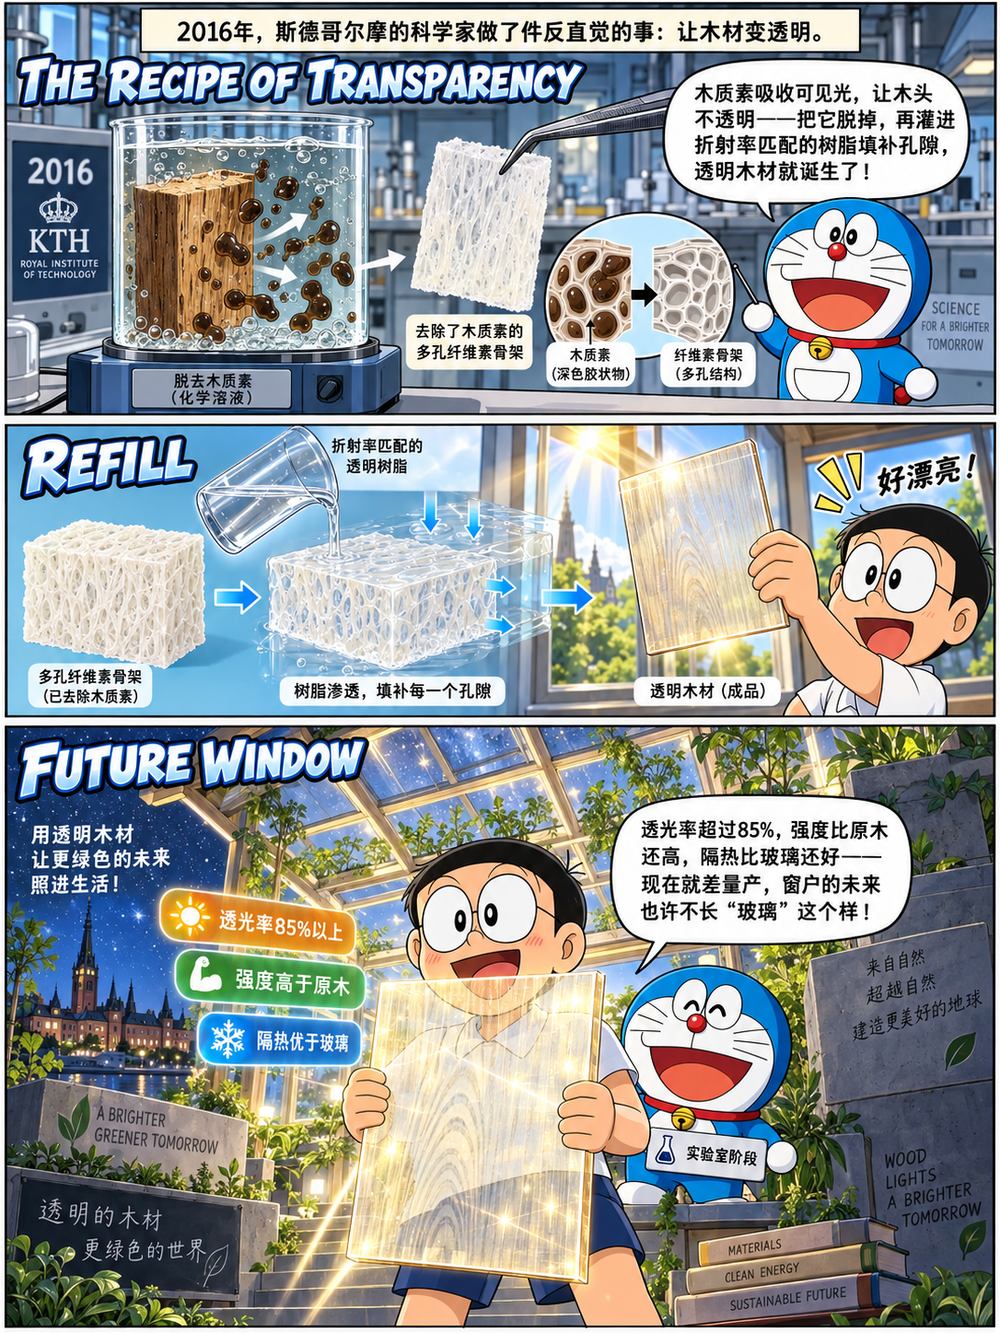 2016年，斯德哥尔摩的科学家做了件反直觉的事：让木材变透明。
THE RECIPE OF TRANSPARENCY
木质素吸收可见光，让木头
不透明——把它脱掉，再灌进
折射率匹配的树脂填补孔隙，
透明木材就诞生了！
2016
KTH
ROYAL INSTITUTE
OF TECHNOLOGY
脱去木质素
（化学溶液）
去除了木质素的
多孔纤维素骨架
木质素
（深色胶状物）
纤维素骨架
（多孔结构）
SCIENCE
FOR A BRIGHTER
TOMORROW
REFILL
折射率匹配的
透明树脂
好漂亮！
多孔纤维素骨架
（已去除木质素）
树脂渗透，填补每一个孔隙
透明木材（成品）
FUTURE WINDOW
用透明木材
让更绿色的未来
照进生活！
透光率超过85%，强度比原木
还高，隔热比玻璃还好——
现在就差量产，窗户的未来
也许不长“玻璃”这个样！
透光率85%以上
强度高于原木
隔热优于玻璃
来自自然
超越自然
建造更美好的地球
A BRIGHTER
GREENER TOMORROW
实验室阶段
WOOD
LIGHTS
A BRIGHTER
TOMORROW
透明的木材
更绿色的世界
MATERIALS
CLEAN ENERGY
SUSTAINABLE FUTURE